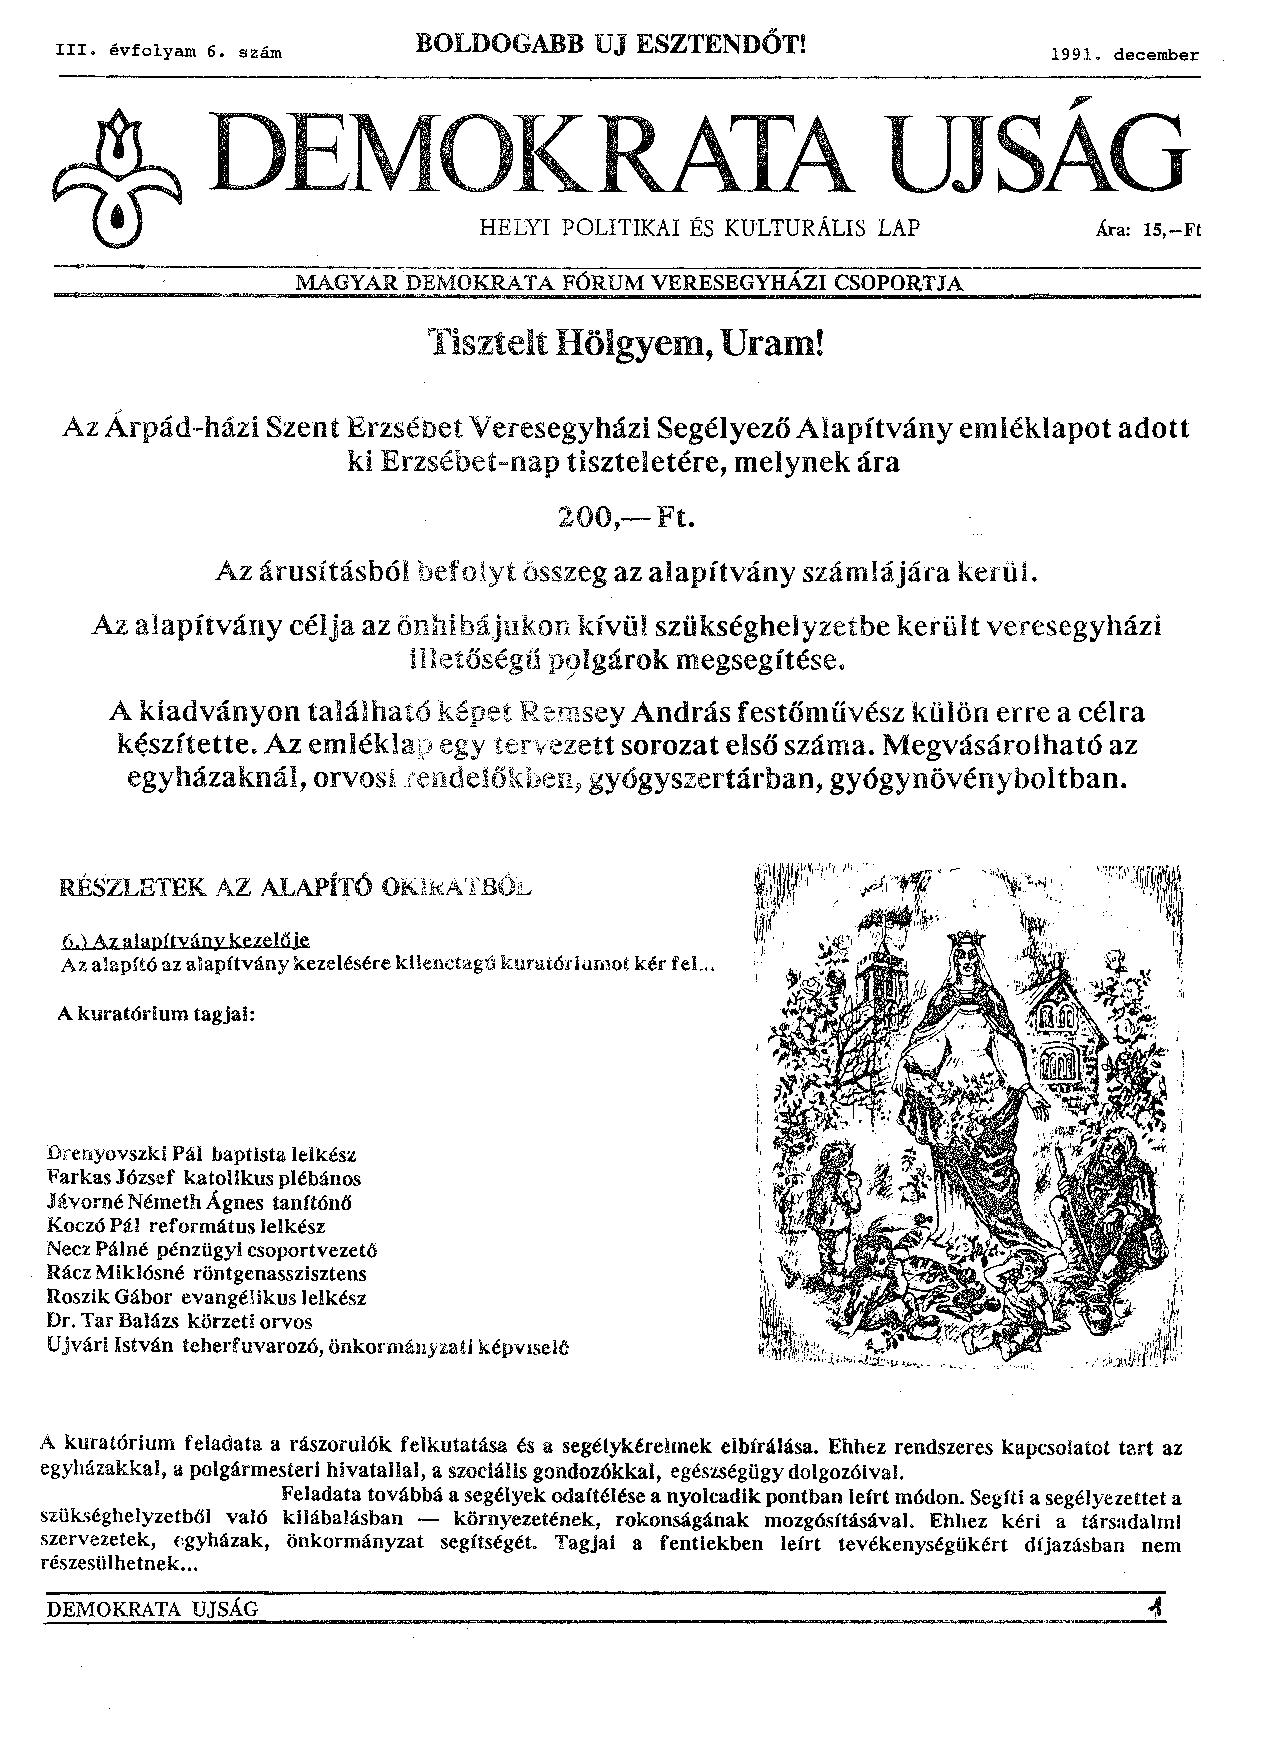 III. évfolyam 6. szám
BOLDOGABB UJ ESZTENDŐT!
1991. december
DEMOKRATA UJSÁG
HELYI POLITIKAI ÉS KULTURÁLIS LAP
Ára: 15,–Ft
MAGYAR DEMOKRATA FÓRUM VERESEGYHÁZI CSOPORTJA
Tisztelt Hölgyem, Uram!
Az Árpád-házi Szent Erzsébet Veresegyházi Segélyező Alapítvány emléklapot adott
ki Erzsébet-nap tiszteletére, melynek ára
200,— Ft.
Az árusításból befolyt összeg az alapítvány számlájára kerül.
Az alapítvány célja az önhibájukon kívül szükséghelyzetbe került veresegyházi
illetőségű polgárok megsegítése.
A kiadványon található képet Ramsey András festőművész külön erre a célra
készítette. Az emléklap egy tervezett sorozat első száma. Megvásárolható az
egyházaknál, orvosi rendelőkben, gyógyszertárban, gyógynövényboltban.
RÉSZLETEK AZ ALAPÍTÓ OKIRATBÓL
6.) Az alapítvány kezelője
Az alapító az alapítvány kezelésére kilenctagú kuratóriumot kér fel...
A kuratórium tagjai:
Drenyovszki Pál baptista lelkész
Farkas József katolikus plébános
Jávorné Németh Ágnes tanítónő
Koczó Pál református lelkész
Necz Pálné pénzügyi csoportvezető
Rácz Miklósné röntgenasszisztens
Roszik Gábor evangélikus lelkész
Dr. Tar Balázs körzeti orvos
Ujvári István teherfuvarozó, önkormányzati képviselő
A kuratórium feladata a rászorulók felkutatása és a segélykérelmek elbírálása. Ehhez rendszeres kapcsolatot tart az
egyházakkal, a polgármesteri hivatallal, a szociális gondozókkal, egészségügy dolgozóival.
Feladata továbbá a segélyek odaítélése a nyolcadik pontban leírt módon. Segíti a segélyezettet a
szükséghelyzetből való kilábalásban — környezetének, rokonságának mozgósításával. Ehhez kéri a társadalmi
szervezetek, egyházak, önkormányzat segítségét. Tagjai a fentiekben leírt tevékenységükért díjazásban nem
részesülhetnek...
DEMOKRATA UJSÁG
1